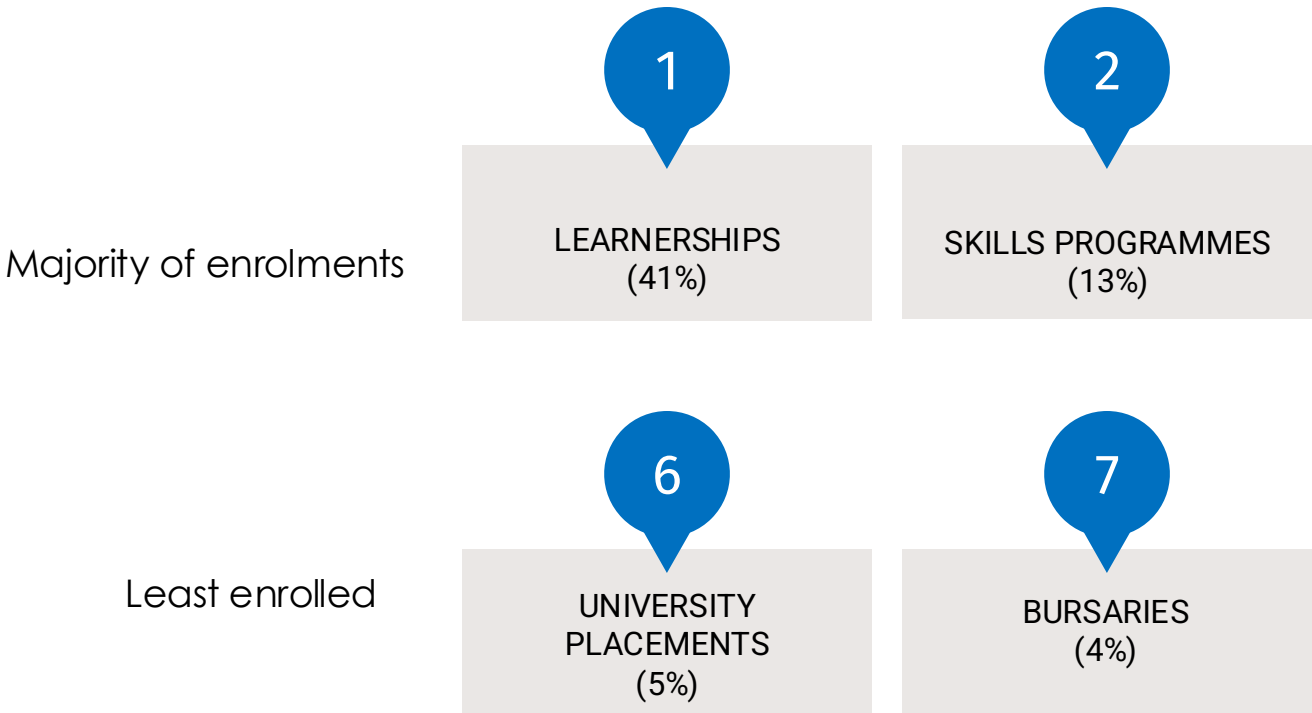 1
2
Majority of enrolments
LEARNERSHIPS
(41%)
SKILLS PROGRAMMES
(13%)
6
7
Least enrolled
UNIVERSITY
PLACEMENTS
(5%)
BURSARIES
(4%)